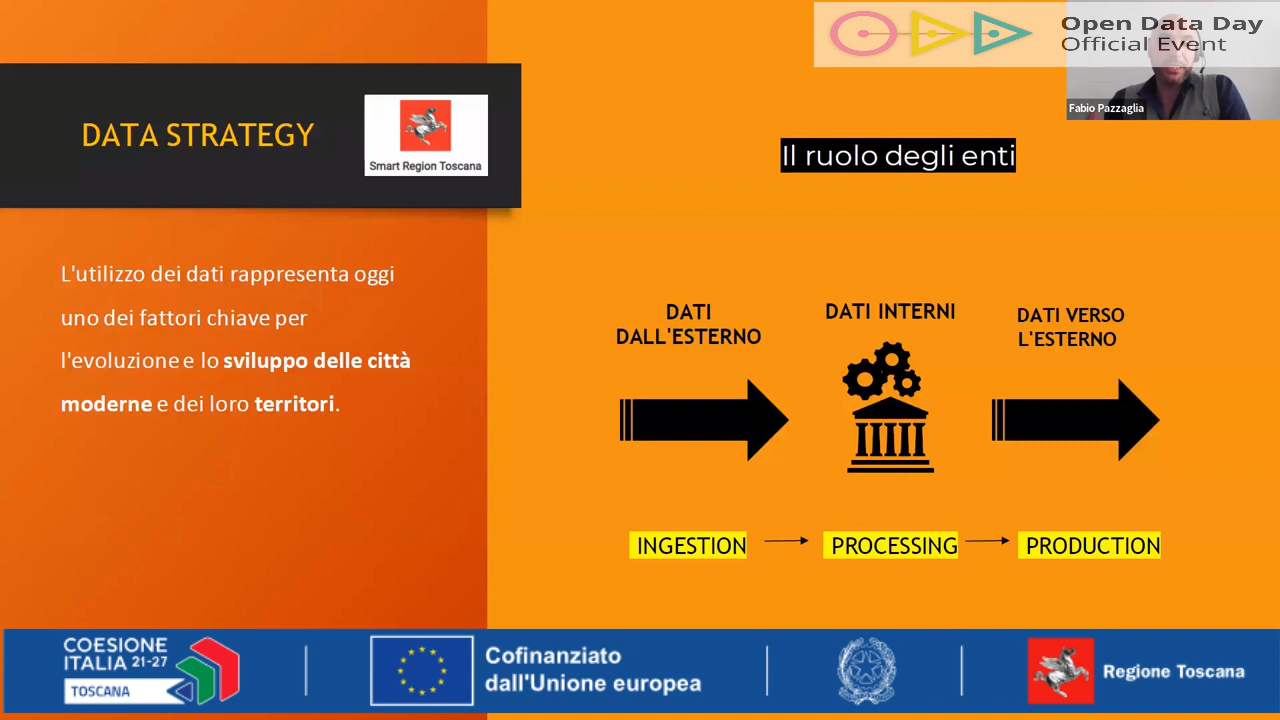 Open Data Day
Official Event
Fabio Pazzaglia
DATA STRATEGY
Smart Region Toscana
Il ruolo degli enti
L'utilizzo dei dati rappresenta oggi
uno dei fattori chiave per
l'evoluzione e lo sviluppo delle città
moderne e dei loro territori.
DATI
DALL'ESTERNO
DATI INTERNI
DATI VERSO
L'ESTERNO
INGESTION
PROCESSING
PRODUCTION
COESIONE
ITALIA 21-27
TOSCANA
Cofinanziato
dall'Unione europea
Regione Toscana